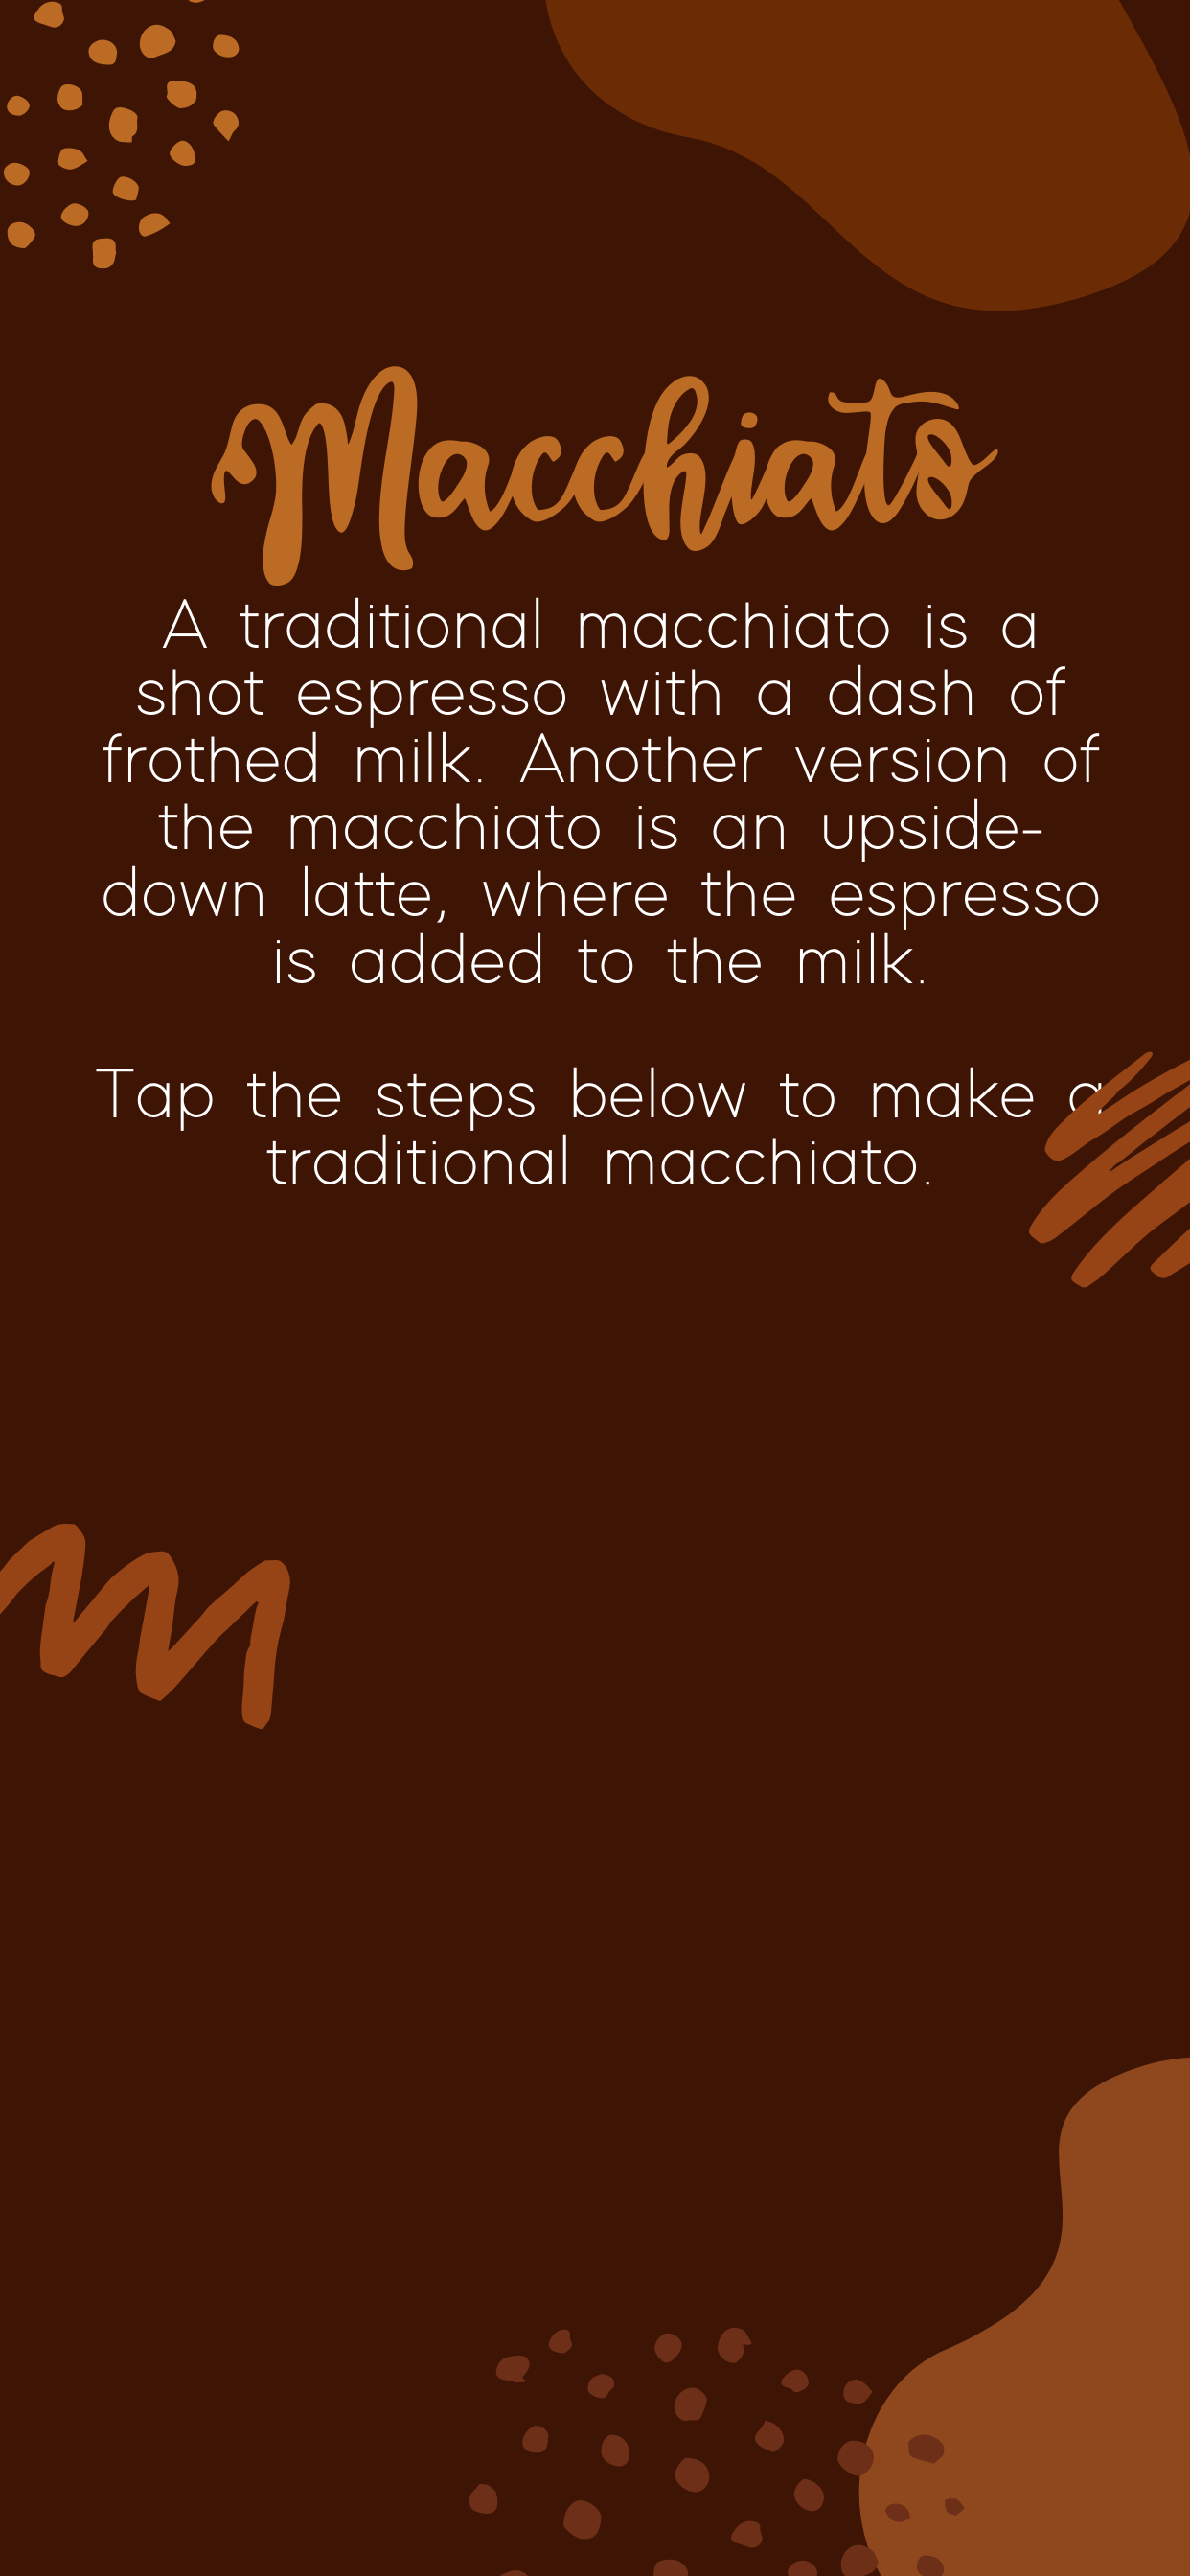 Macchiato
A traditional macchiato is a
shot espresso with a dash of
frothed milk. Another version of
the macchiato is an upside-
down latte, where the espresso
is added to the milk.
Tap the steps below to make a
traditional macchiato.